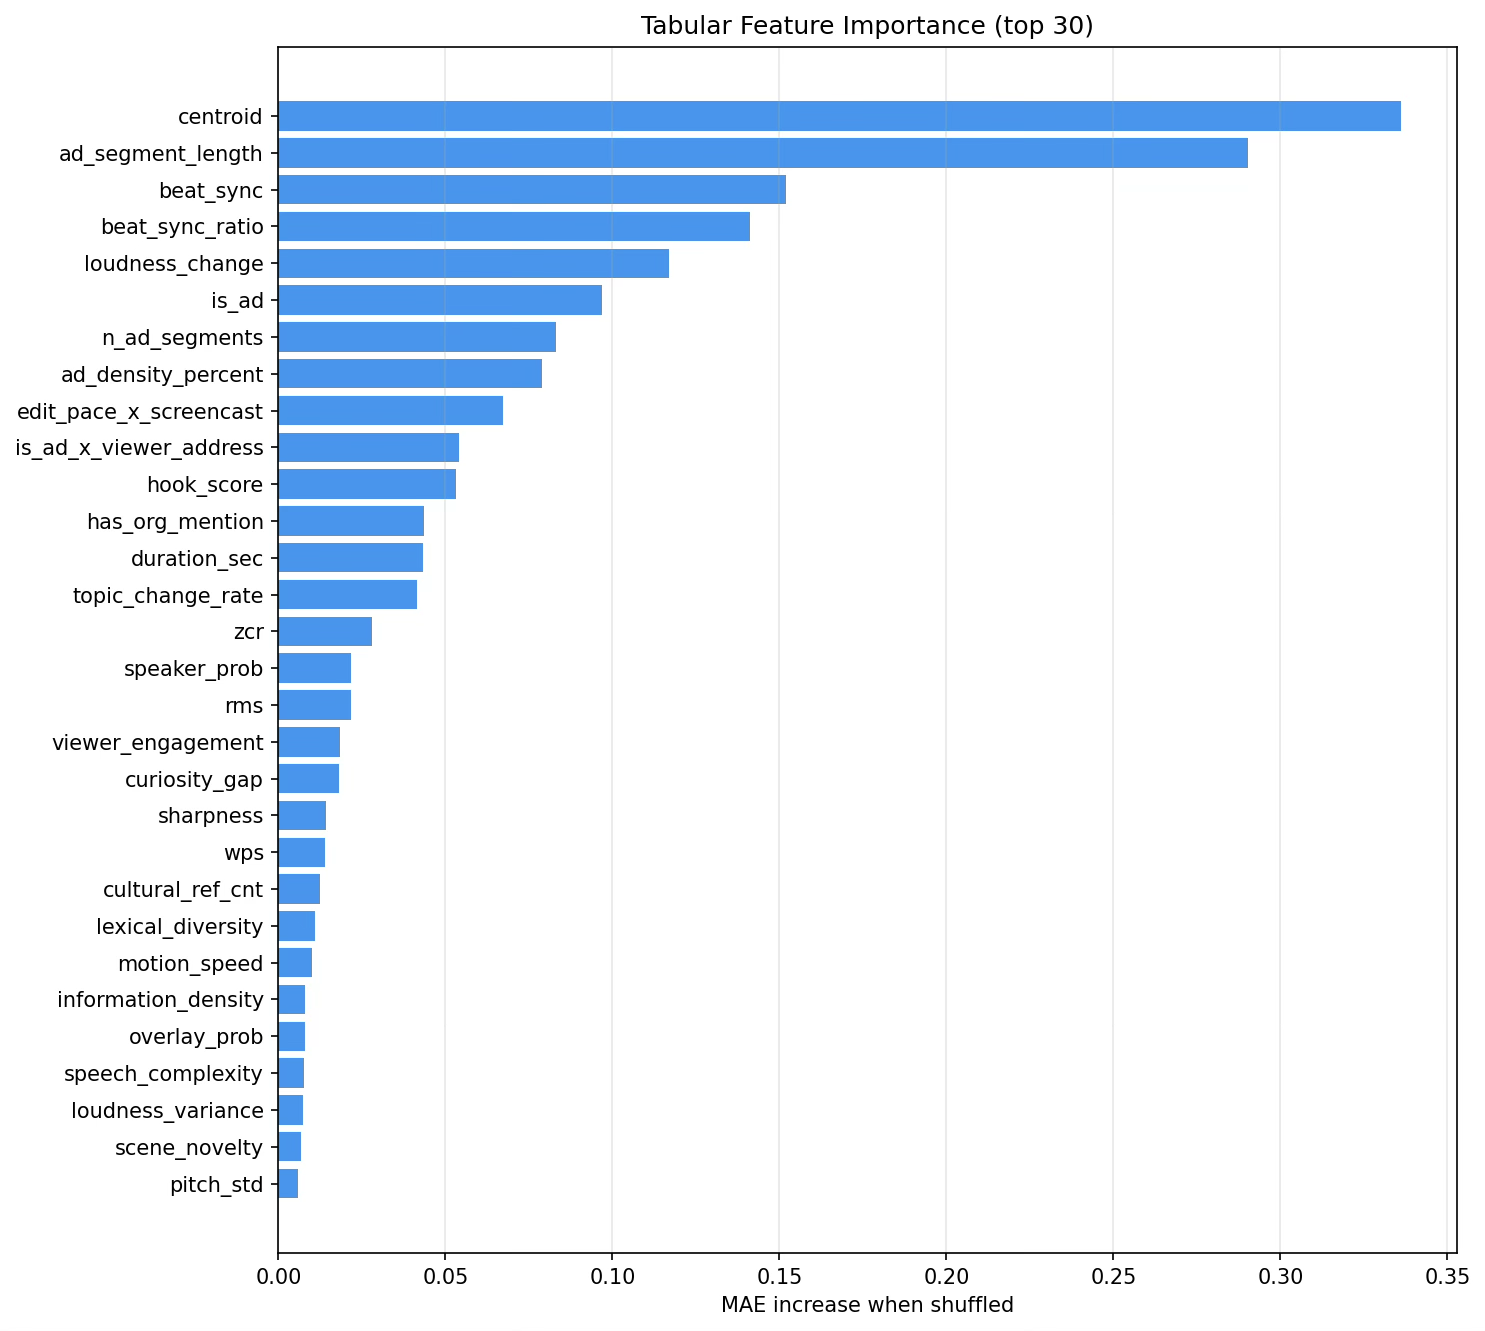 Tabular Feature Importance (top 30)
centroid
ad_segment_length
beat_sync
beat_sync_ratio
loudness_change
is_ad
n_ad_segments
ad_density_percent
edit_pace_x_screencast
is_ad_x_viewer_address
hook_score
has_org_mention
duration_sec
topic_change_rate
zcr
speaker_prob
rms
viewer_engagement
curiosity_gap
sharpness
wps
cultural_ref_cnt
lexical_diversity
motion_speed
information_density
overlay_prob
speech_complexity
loudness_variance
scene_novelty
pitch_std
0.00 0.05 0.10 0.15 0.20 0.25 0.30 0.35
MAE increase when shuffled